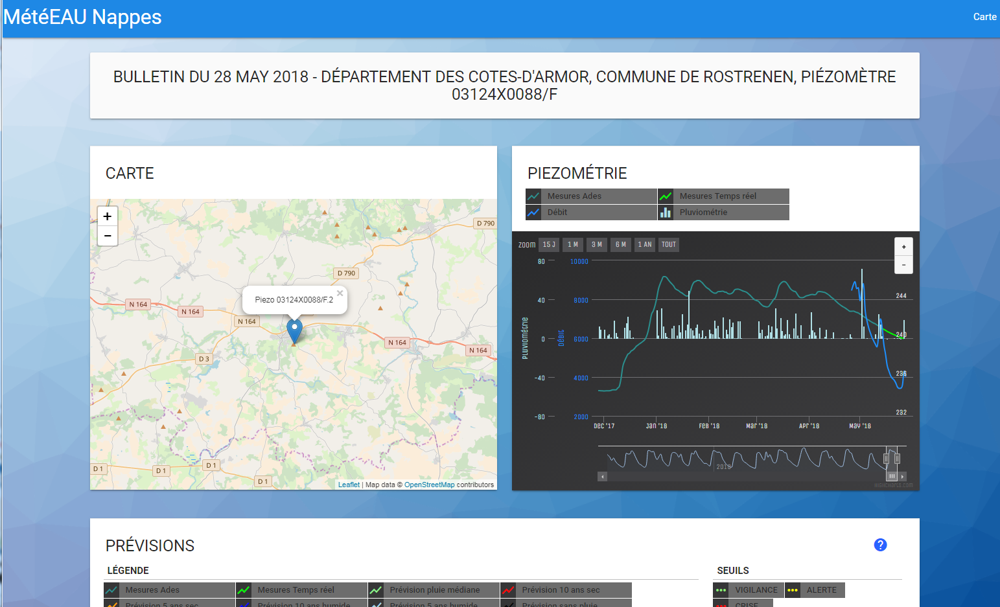 MétéEAU Nappes
Carte
BULLETIN DU 28 MAY 2018 - DÉPARTEMENT DES COTES-D'ARMOR, COMMUNE DE ROSTRENEN, PIÉZOMÈTRE
03124X0088/F
CARTE
+
−
D 790
D 790
N 164
N 164
N 164
Piezo 03124X0088/F.2
×
N 164
N 164
D 3
D 1
D 1
D 1
D 1
Leaflet | Map data © OpenStreetMap contributors
PIEZOMÉTRIE
Mesures Ades
Mesures Temps réel
Débit
Pluviométrie
Zoom 15 J 1 M 3 M 6 M 1 AN TOUT
+
-
80 10000
40 8000 244
0 6000 240
-40 4000 236
-80 2000 232
Pluviométrie
Débit
Dec '17 Jan '18 Feb '18 Mar '18 Apr '18 May '18
2010
Highcharts.com
PRÉVISIONS
?
LÉGENDE
Mesures Ades
Mesures Temps réel
Prévision pluie médiane
Prévision 10 ans sec
Prévision 5 ans sec
Prévision 10 ans humide
Prévision 5 ans humide
Prévision sans pluie
SEUILS
VIGILANCE
ALERTE
CRISE